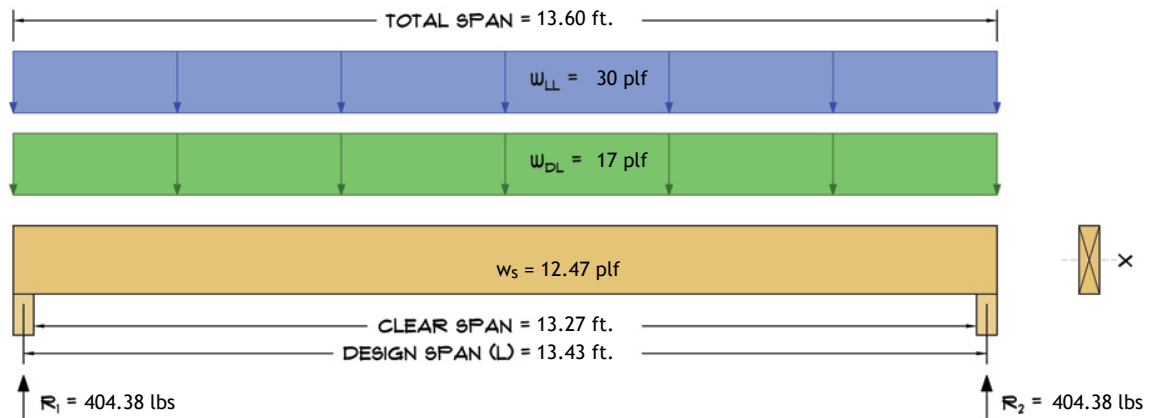 TOTAL SPAN = 13.60 ft.
WLL = 30 plf
WDL = 17 plf
ws = 12.47 plf
X
CLEAR SPAN = 13.27 ft.
DESIGN SPAN (L) = 13.43 ft.
R1 = 404.38 lbs
R2 = 404.38 lbs